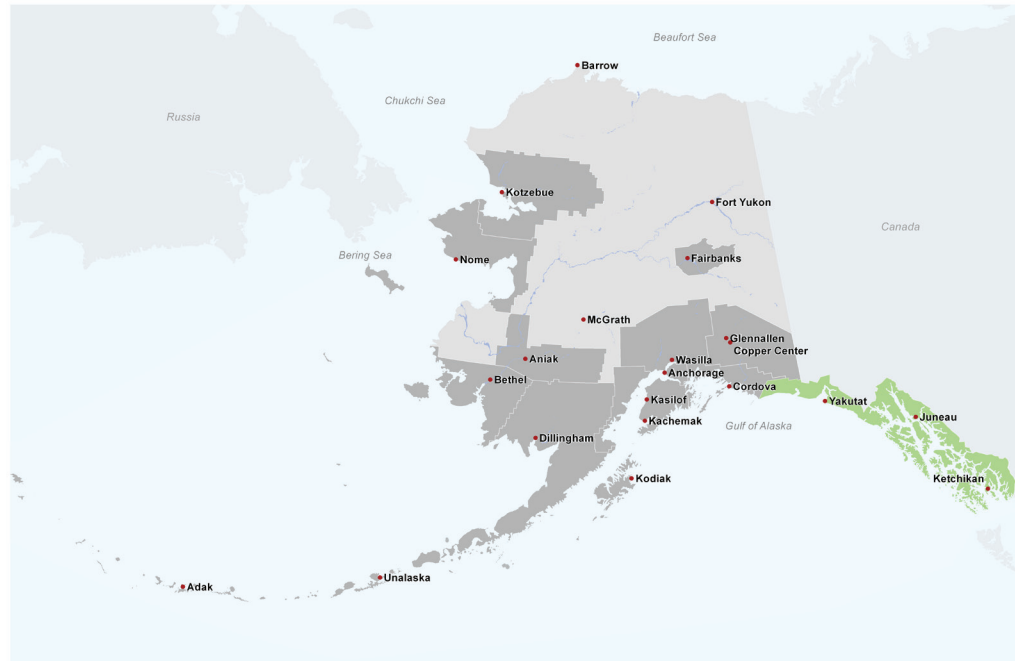 Beaufort Sea
Barrow
Chukchi Sea
Russia
Kotzebue
Fort Yukon
Canada
Bering Sea
Nome
Fairbanks
McGrath
Glennallen
Copper Center
Aniak
Wasilla
Anchorage
Bethel
Cordova
Kasilof
Yakutat
Kachemak
Gulf of Alaska
Juneau
Dillingham
Kodiak
Ketchikan
Unalaska
Adak